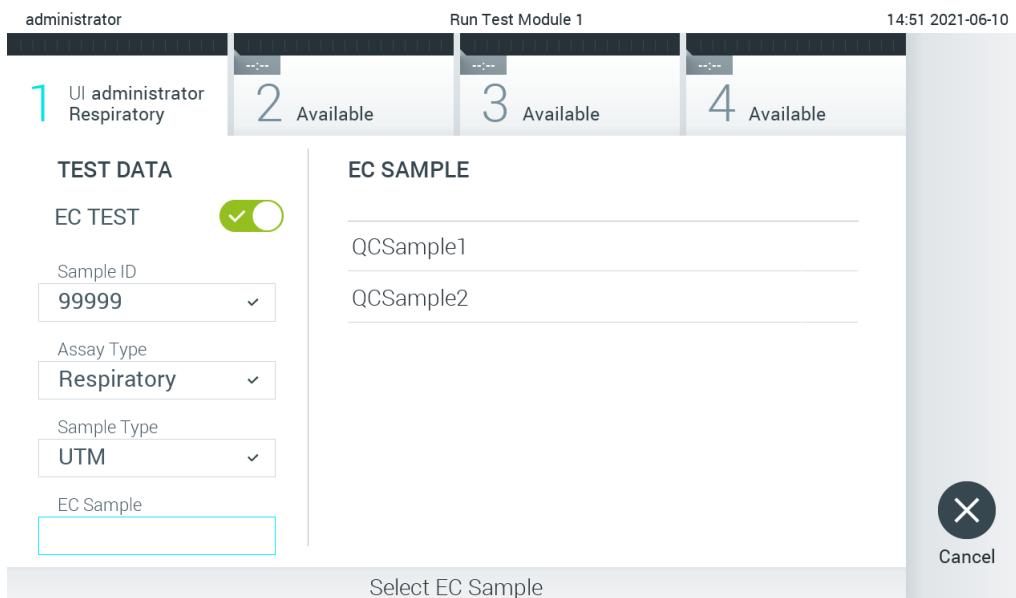 administrator
Run Test Module 1
14:51 2021-06-10
1 UI administrator
Respiratory
--:--
2 Available
--:--
3 Available
--:--
4 Available
TEST DATA
EC TEST
Sample ID
99999
Assay Type
Respiratory
Sample Type
UTM
EC Sample
EC SAMPLE
QCSample1
QCSample2
Cancel
Select EC Sample